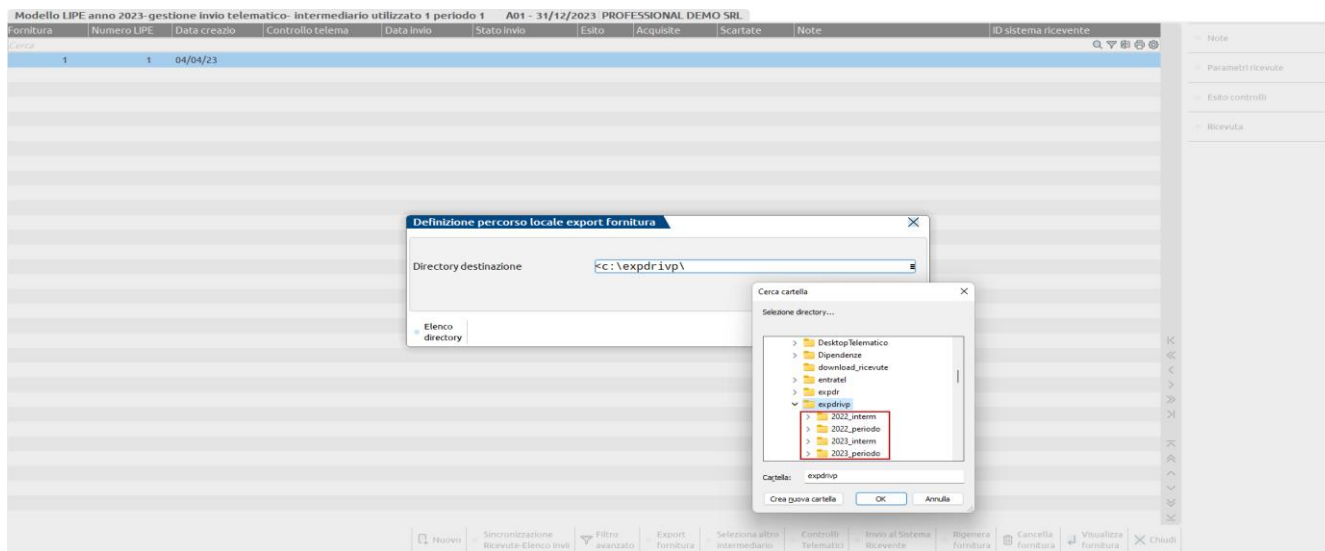 Modello LIPE anno 2023-gestione invio telematico- intermediario utilizzato 1 periodo 1 A01 - 31/12/2023 PROFESSIONAL DEMO SRL
Fornitura Numero LIPE Data creazio Controllo telema Data invio Stato invio Esito Acquisite Scartate Note ID sistema ricevente
Cerca
1 1 04/04/23
Note
Parametri ricevute
Esito controlli
Ricevuta
Definizione percorso locale export fornitura
Directory destinazione <c:\expdrivp\
Elenco
directory
Cerca cartella
Selezione directory...
DesktopTelematico
Dipendenze
download_ricevute
entratel
expdr
expdrivp
2022_interm
2022_periodo
2023_interm
2023_periodo
Cartella: expdrivp
Crea nuova cartella OK Annulla
Nuovo Sincronizzazione Filtro Export Seleziona altro Controlli Invio al Sistema Rigenera Cancella Visualizza Chiudi
Ricevute-Elenco invii avanzato fornitura intermediario Telematici Ricevente fornitura fornitura fornitura